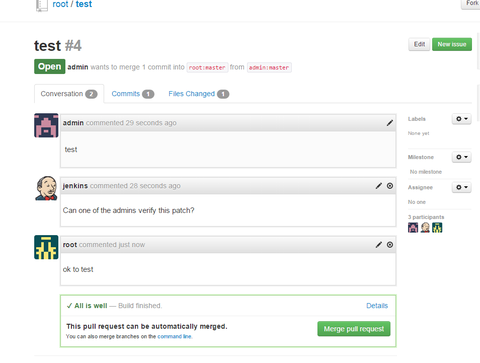 root / test
Fork
test #4
Edit
New issue
Open admin wants to merge 1 commit into root:master from admin:master
Conversation 2
Commits 1
Files Changed 1
admin commented 29 seconds ago
test
jenkins commented 28 seconds ago
Can one of the admins verify this patch?
root commented just now
ok to test
✓ All is well — Build finished.
Details
This pull request can be automatically merged.
You can also merge branches on the command line.
Merge pull request
Labels
None yet
Milestone
No milestone
Assignee
No one
3 participants